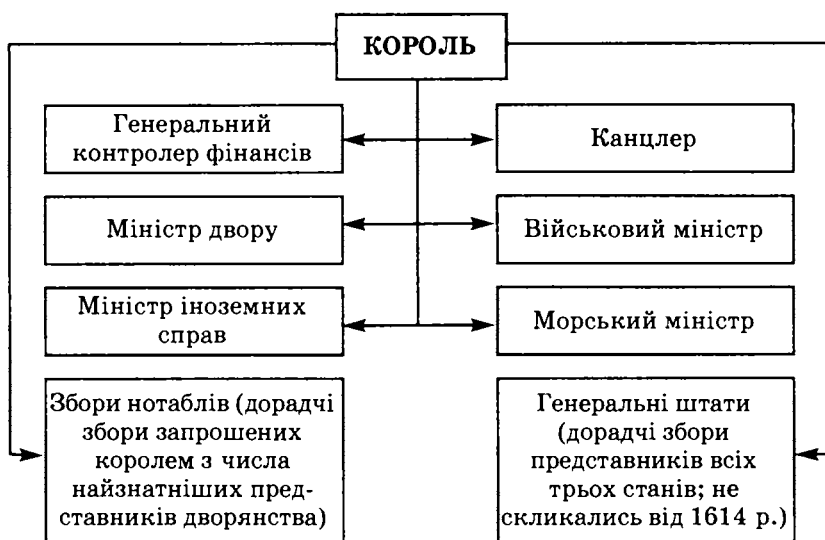 КОРОЛЬ
Генеральний
контролер фінансів
Канцлер
Міністр двору
Військовий міністр
Міністр іноземних
справ
Морський міністр
Збори нотаблів (дорадчі
збори запрошених
королем з числа
найзнатніших пред-
ставників дворянства)
Генеральні штати
(дорадчі збори
представників всіх
трьох станів; не
скликались від 1614 р.)